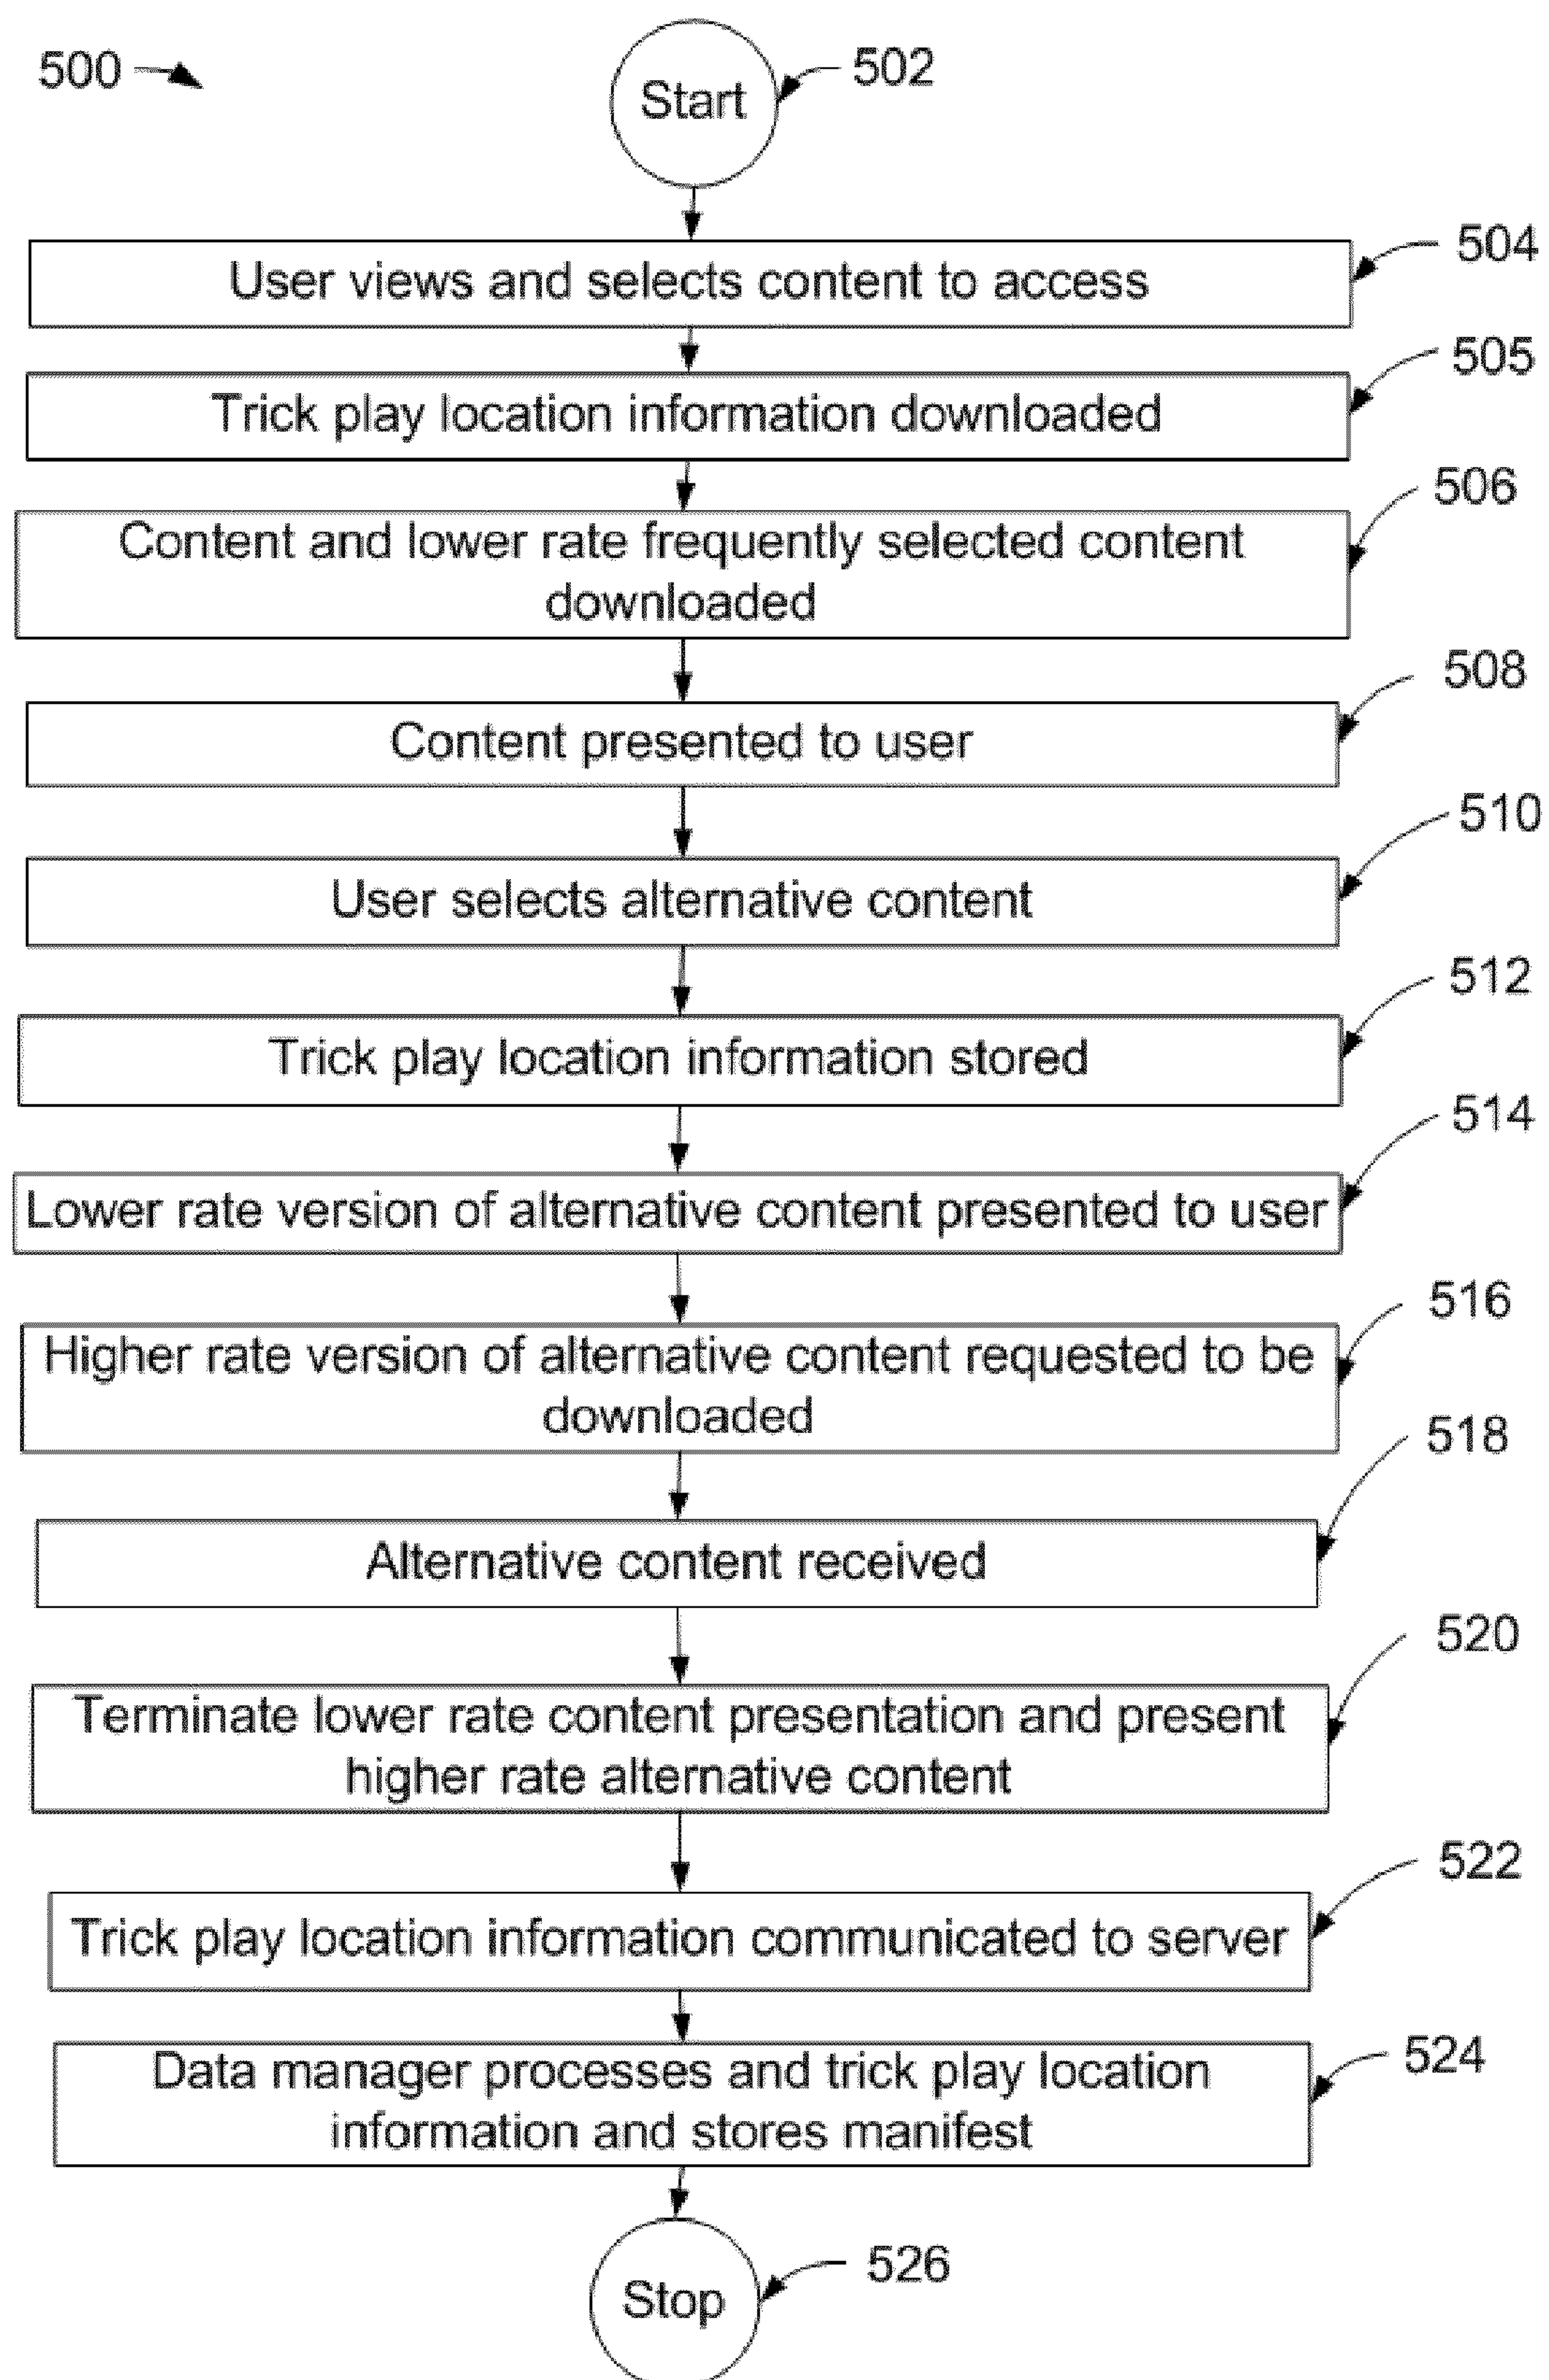 500
Start
502
User views and selects content to access
504
Trick play location information downloaded
505
Content and lower rate frequently selected content
downloaded
506
Content presented to user
508
User selects alternative content
510
Trick play location information stored
512
Lower rate version of alternative content presented to user
514
Higher rate version of alternative content requested to be
downloaded
516
Alternative content received
518
Terminate lower rate content presentation and present
higher rate alternative content
520
Trick play location information communicated to server
522
Data manager processes and trick play location
information and stores manifest
524
Stop
526